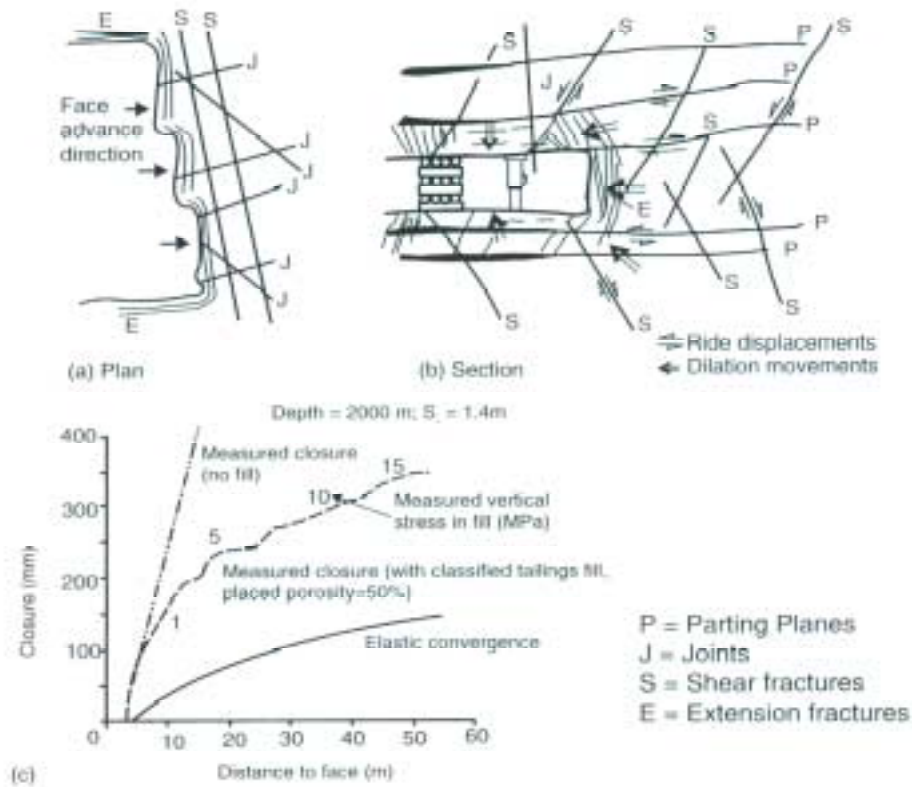 E S S
J
Face
advance
direction
J
J
J
J
J
E
(a) Plan
S
S
P
S
J
P
S
P
E
P
P
S
S
S
S
(b) Section
Ride displacements
Dilation movements
Depth = 2000 m; S = 1.4m
400
300
200
100
0
10
20
30
40
50
60
Closure (mm)
Distance to face (m)
Measured closure
(no fill)
15
10
Measured vertical
stress in fill (MPa)
5
Measured closure (with classified tailings fill,
placed porosity=50%)
1
Elastic convergence
(c)
P = Parting Planes
J = Joints
S = Shear fractures
E = Extension fractures